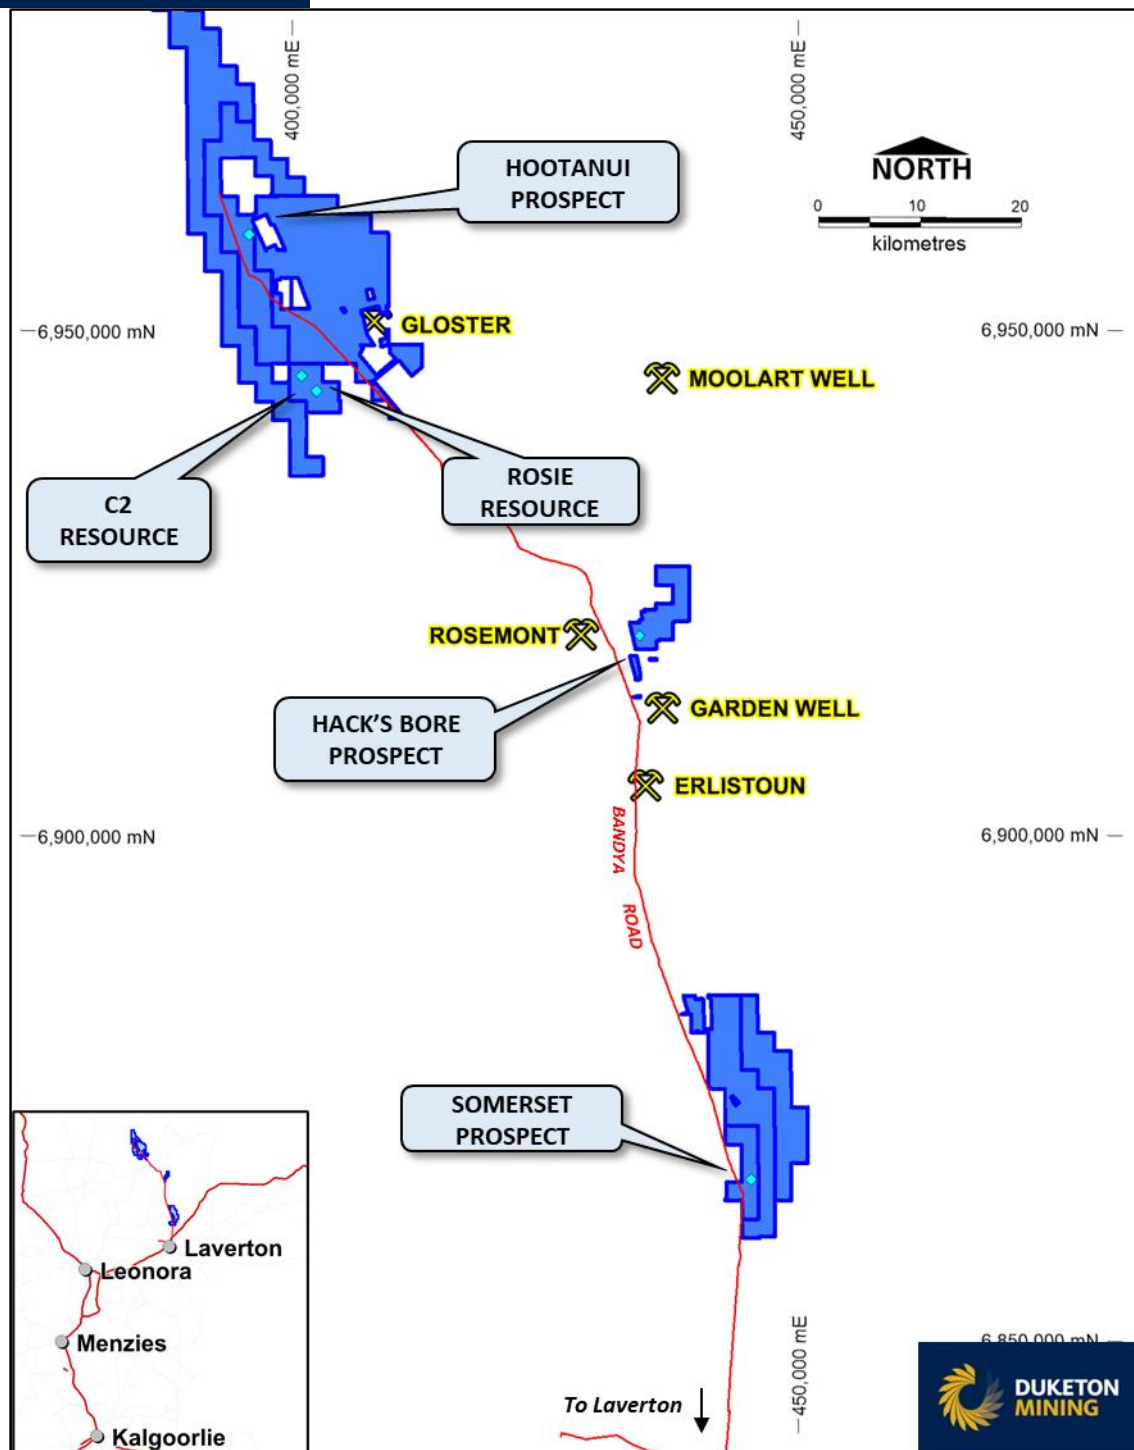 400,000 mE
450,000 mE
HOOTANUI
PROSPECT
NORTH
0 10 20
kilometres
6,950,000 mN
GLOSTER
6,950,000 mN
MOOLART WELL
C2
RESOURCE
ROSIE
RESOURCE
ROSEMONT
HACK'S BORE
PROSPECT
GARDEN WELL
ERLISTOUN
BANDYA
ROAD
6,900,000 mN
6,900,000 mN
SOMERSET
PROSPECT
Laverton
Leonora
Menzies
Kalgoorlie
To Laverton
450,000 mE
6,850,000 mN
DUKETON
MINING